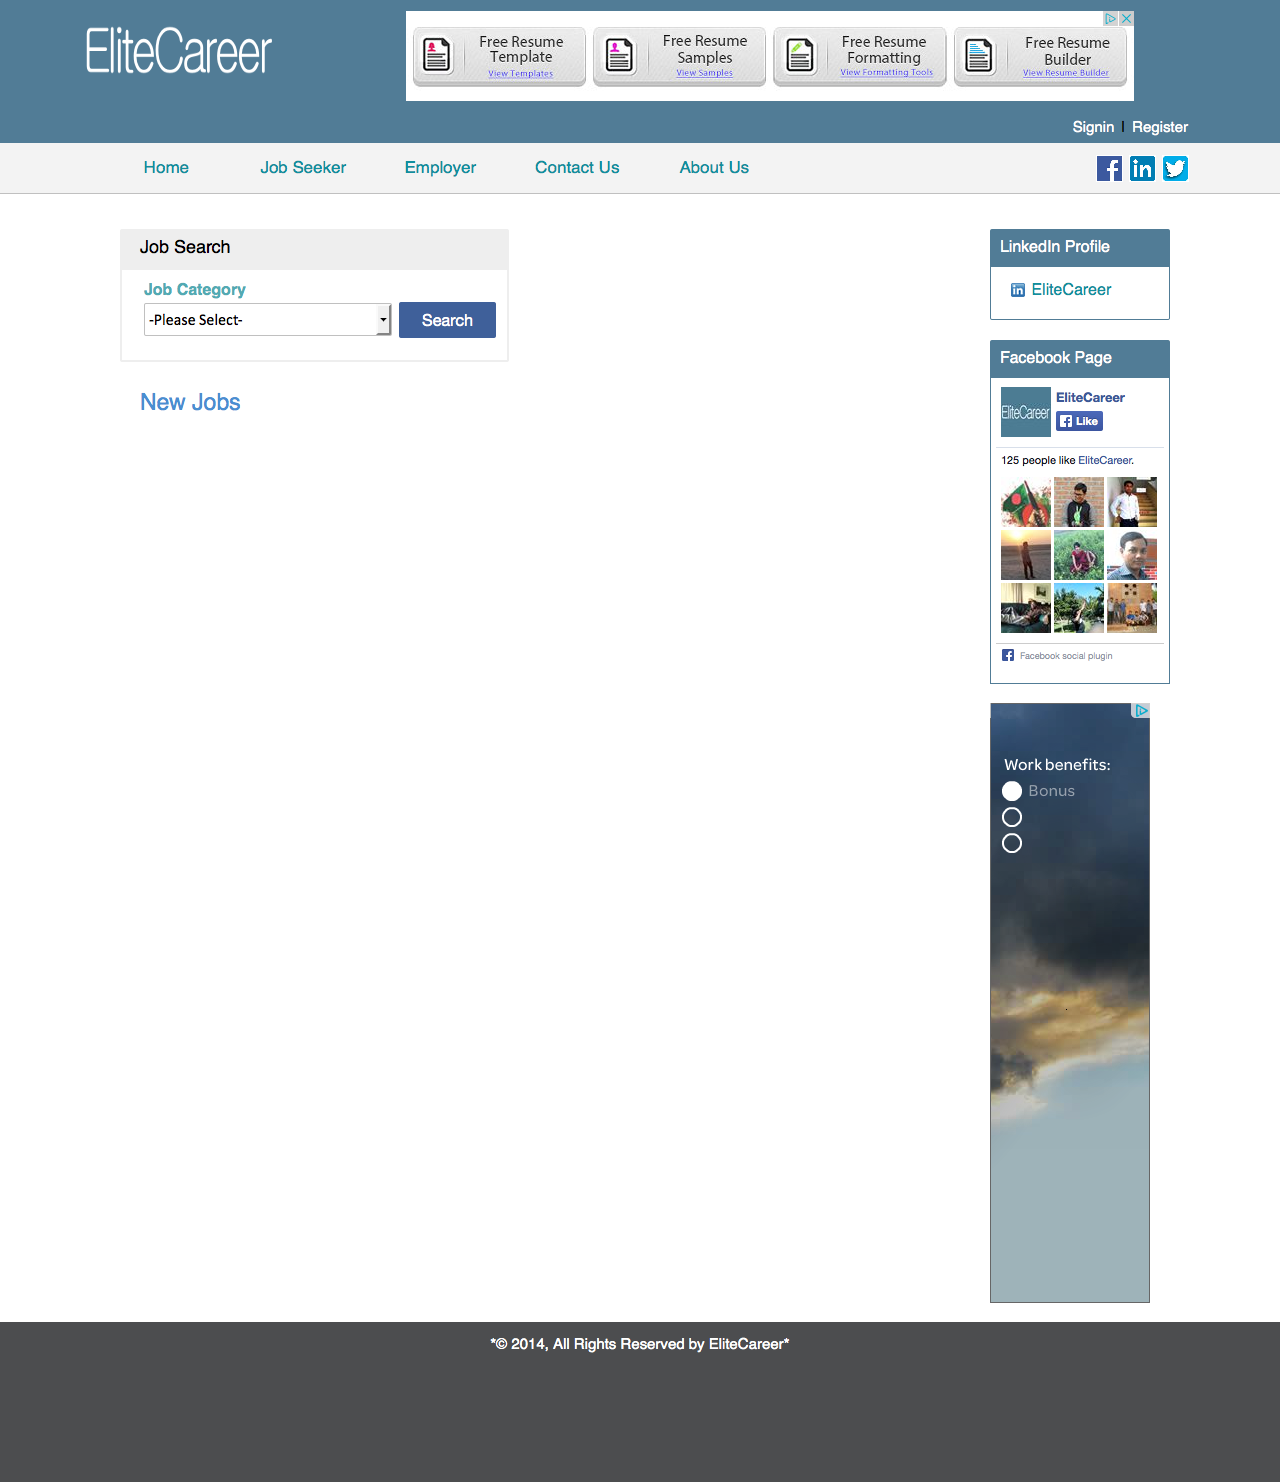 EliteCareer
Free Resume
Template
View Templates
Free Resume
Samples
View Samples
Free Resume
Formatting
View Formatting Tools
Free Resume
Builder
View Resume Builder
Signin | Register
Home Job Seeker Employer Contact Us About Us
Job Search
Job Category
-Please Select-
Search
New Jobs
LinkedIn Profile
in EliteCareer
Facebook Page
EliteCareer
EliteCareer
Like
125 people like EliteCareer.
Facebook social plugin
Work benefits:
Bonus
*© 2014, All Rights Reserved by EliteCareer*